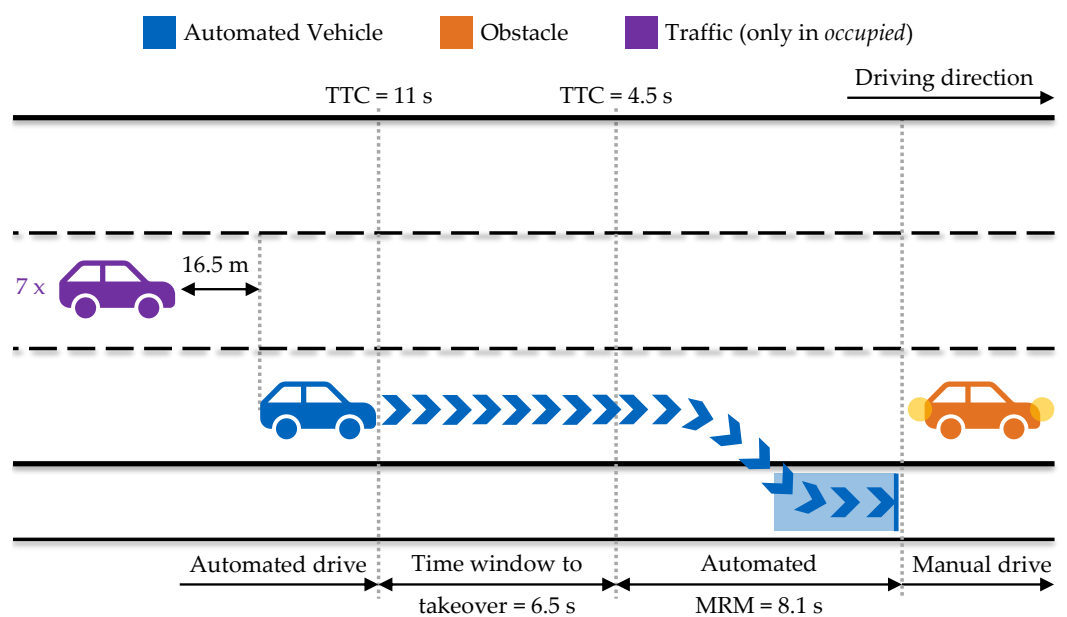 Automated Vehicle
Obstacle
Traffic (only in occupied)
Driving direction
TTC = 11 s
TTC = 4.5 s
16.5 m
7 x
Automated drive
Time window to
takeover = 6.5 s
Automated
MRM = 8.1 s
Manual drive